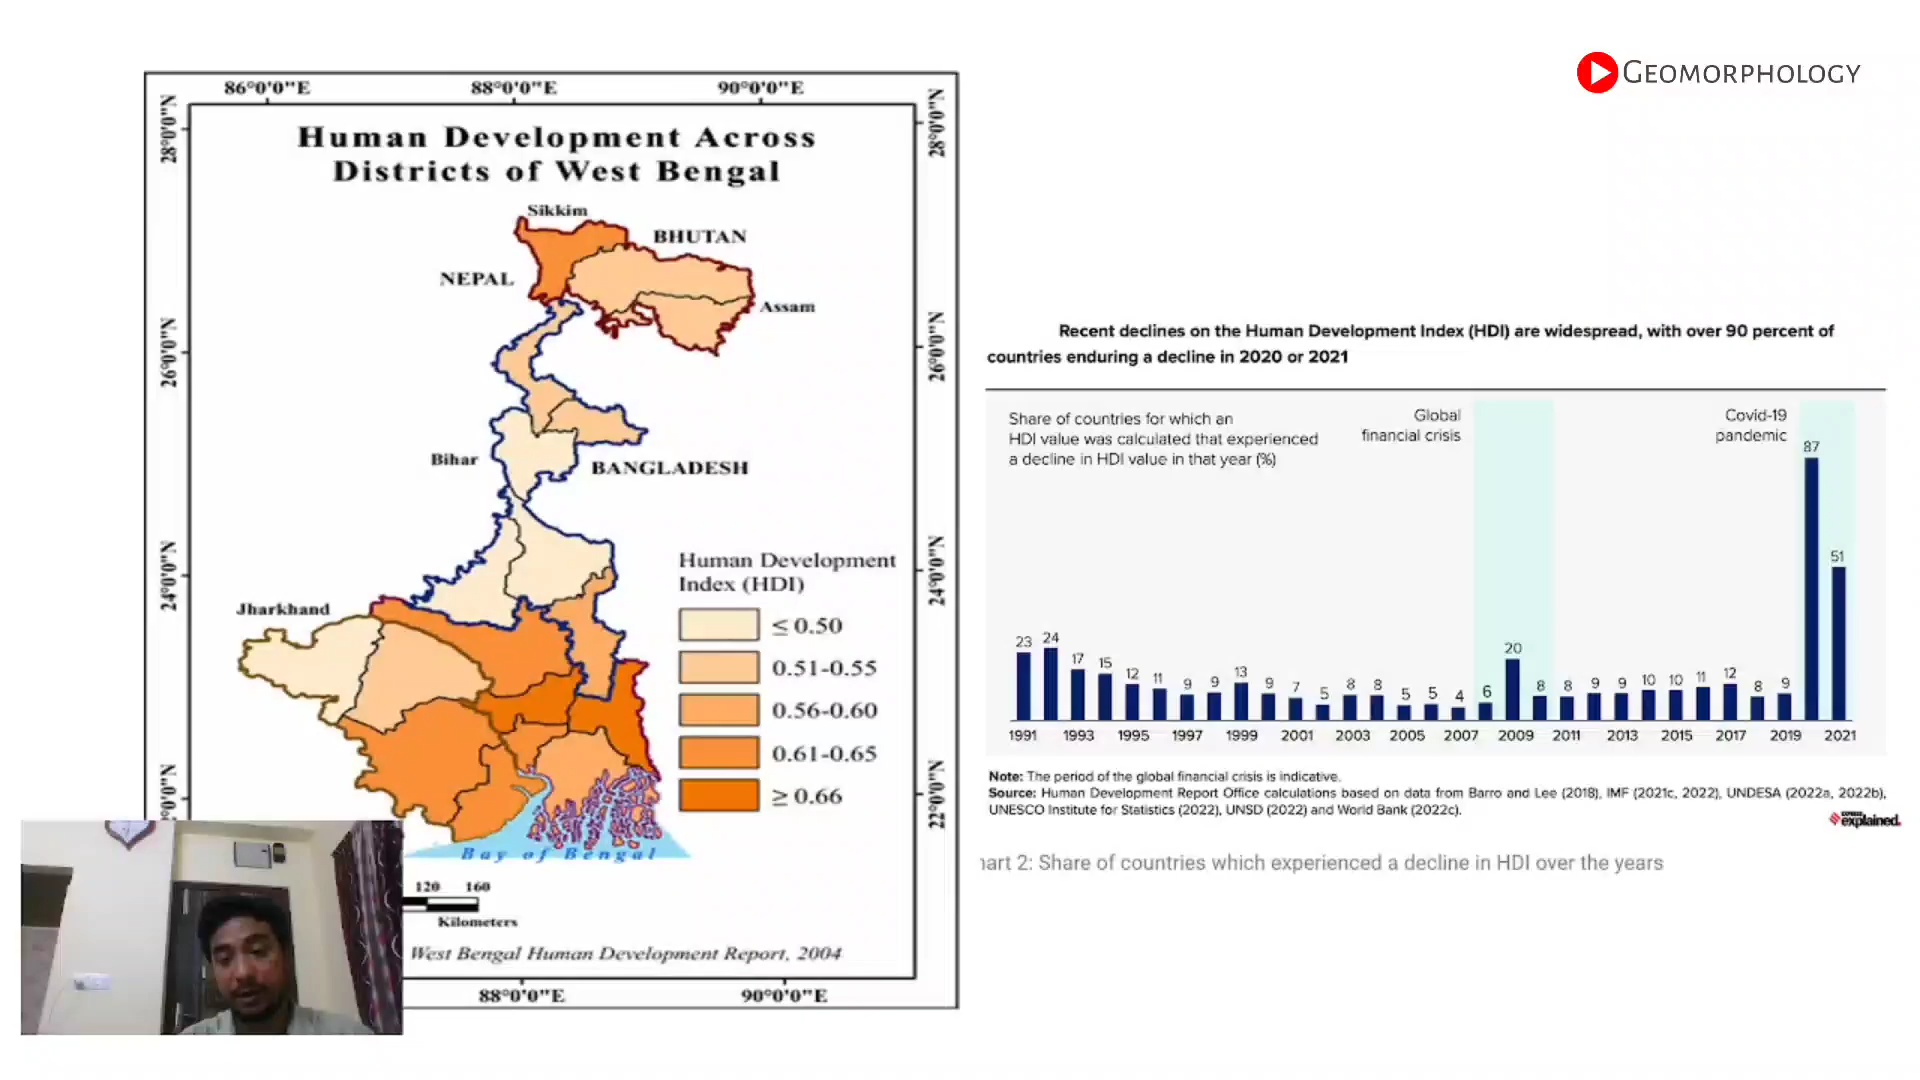 GEOMORPHOLOGY
86°0'0"E 88°0'0"E 90°0'0"E
28°0'0"N 28°0'0"N
Human Development Across
Districts of West Bengal
Sikkim
BHUTAN
NEPAL
Assam
26°0'0"N 26°0'0"N
Bihar
BANGLADESH
24°0'0"N 24°0'0"N
Jharkhand
Human Development
Index (HDI)
≤ 0.50
0.51-0.55
0.56-0.60
0.61-0.65
≥ 0.66
22°0'0"N
Bay of Bengal
120 160
Kilometers
West Bengal Human Development Report, 2004
88°0'0"E 90°0'0"E
Recent declines on the Human Development Index (HDI) are widespread, with over 90 percent of
countries enduring a decline in 2020 or 2021
Share of countries for which an
HDI value was calculated that experienced
a decline in HDI value in that year (%)
Global
financial crisis
Covid-19
pandemic
23 24 17 15 12 11 9 9 13 9 7 5 8 8 5 5 4 6 20 8 8 9 9 10 10 11 12 8 9 87 51
1991 1993 1995 1997 1999 2001 2003 2005 2007 2009 2011 2013 2015 2017 2019 2021
Note: The period of the global financial crisis is indicative.
Source: Human Development Report Office calculations based on data from Barro and Lee (2018), IMF (2021c, 2022), UNDESA (2022a, 2022b),
UNESCO Institute for Statistics (2022), UNSD (2022) and World Bank (2022c).
explained.
2: Share of countries which experienced a decline in HDI over the years